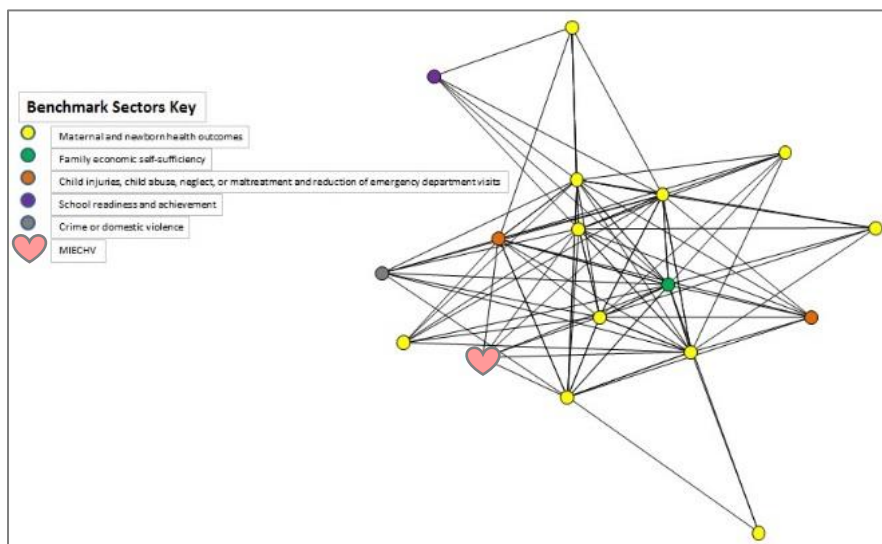 Benchmark Sectors Key
Maternal and newborn health outcomes
Family economic self-sufficiency
Child injuries, child abuse, neglect, or maltreatment and reduction of emergency department visits
School readiness and achievement
Crime or domestic violence
MIECHV